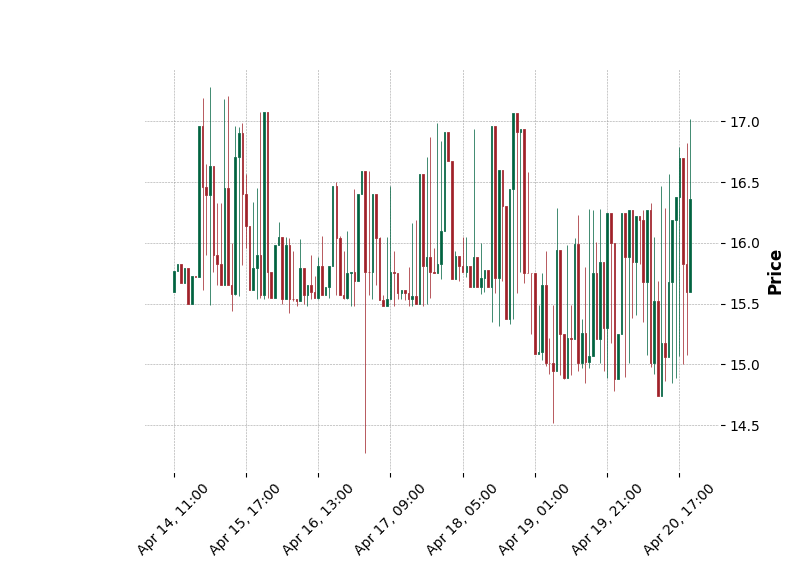 17.0
16.5
16.0
15.5
15.0
14.5
Price
Apr 14, 11:00
Apr 15, 17:00
Apr 16, 13:00
Apr 17, 09:00
Apr 18, 05:00
Apr 19, 01:00
Apr 19, 21:00
Apr 20, 17:00